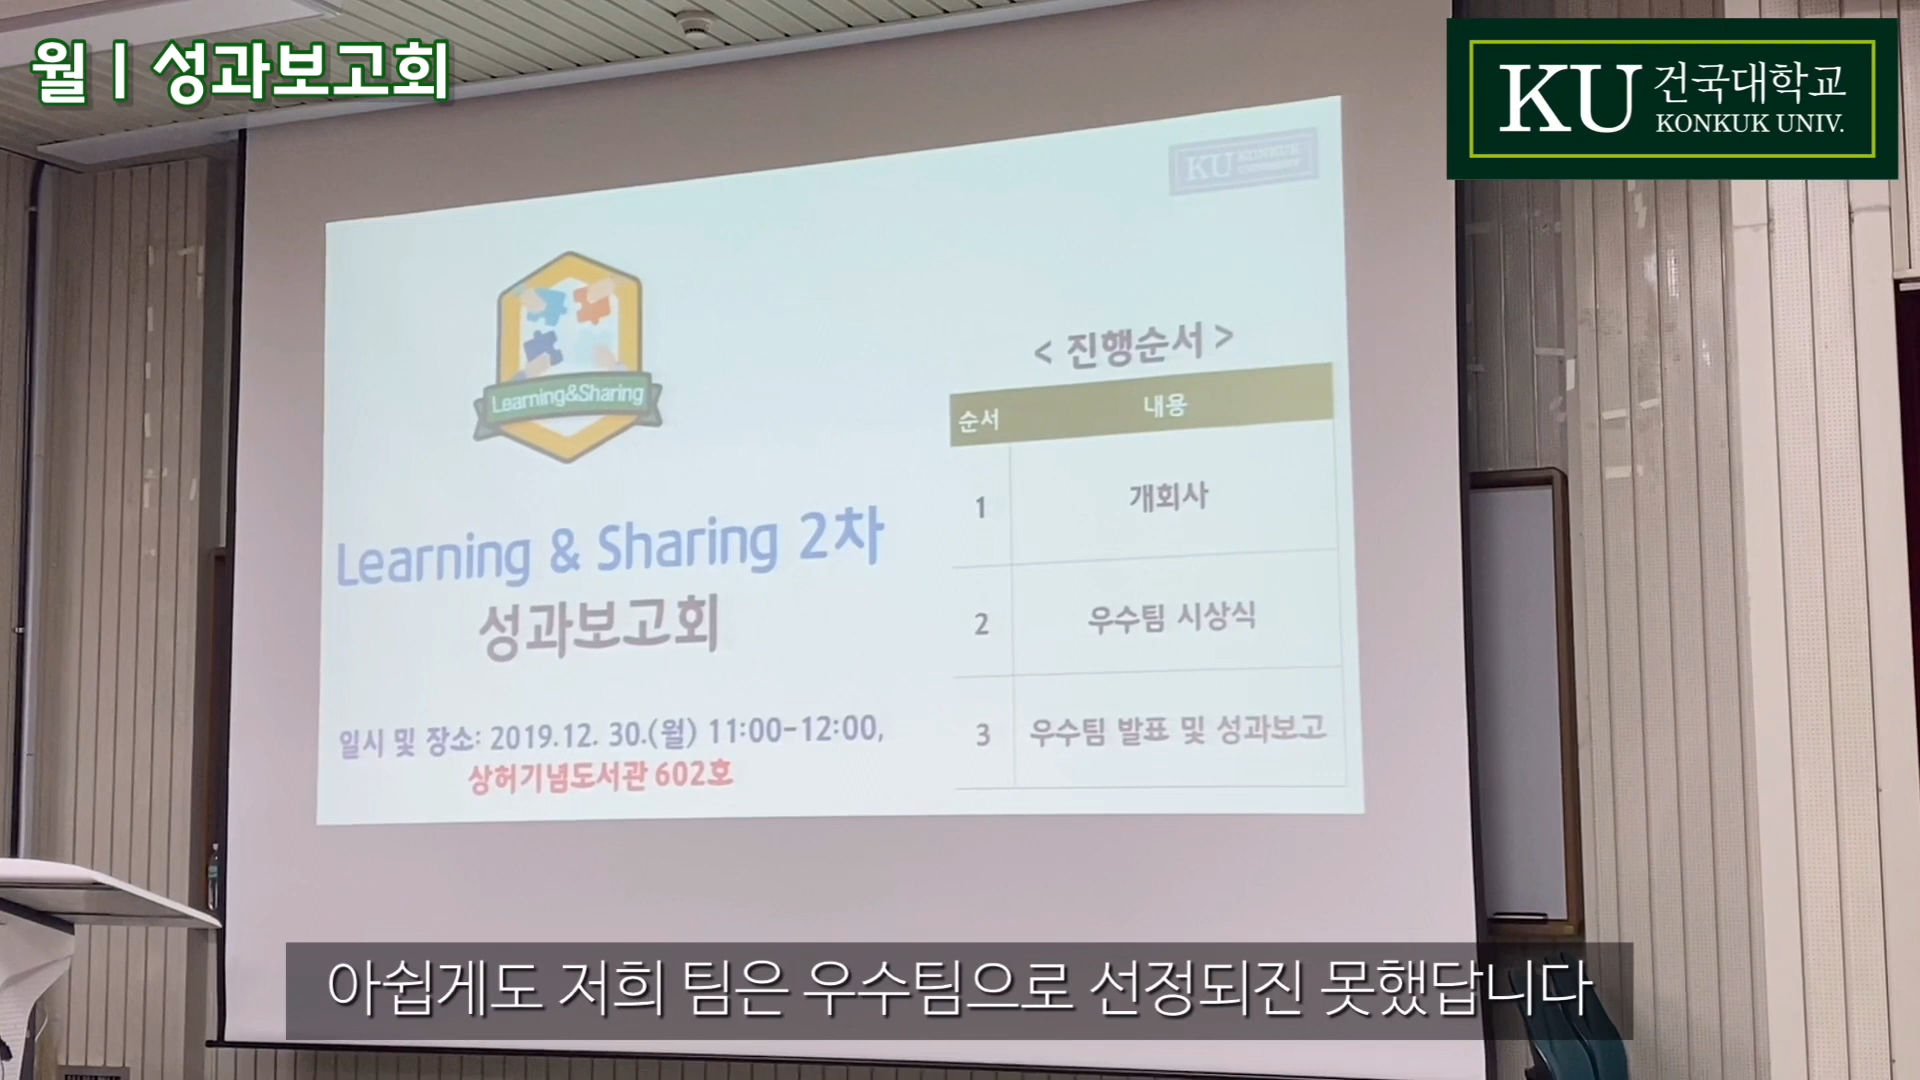 월 | 성과보고회
KU 건국대학교
KONKUK UNIV.
KU KONKUK
UNIVERSITY
Learning&Sharing
Learning & Sharing 2차
성과보고회
일시 및 장소: 2019.12. 30.(월) 11:00-12:00,
상허기념도서관 602호
< 진행순서 >
순서 내용
1 개회사
2 우수팀 시상식
3 우수팀 발표 및 성과보고
아쉽게도 저희 팀은 우수팀으로 선정되진 못했답니다